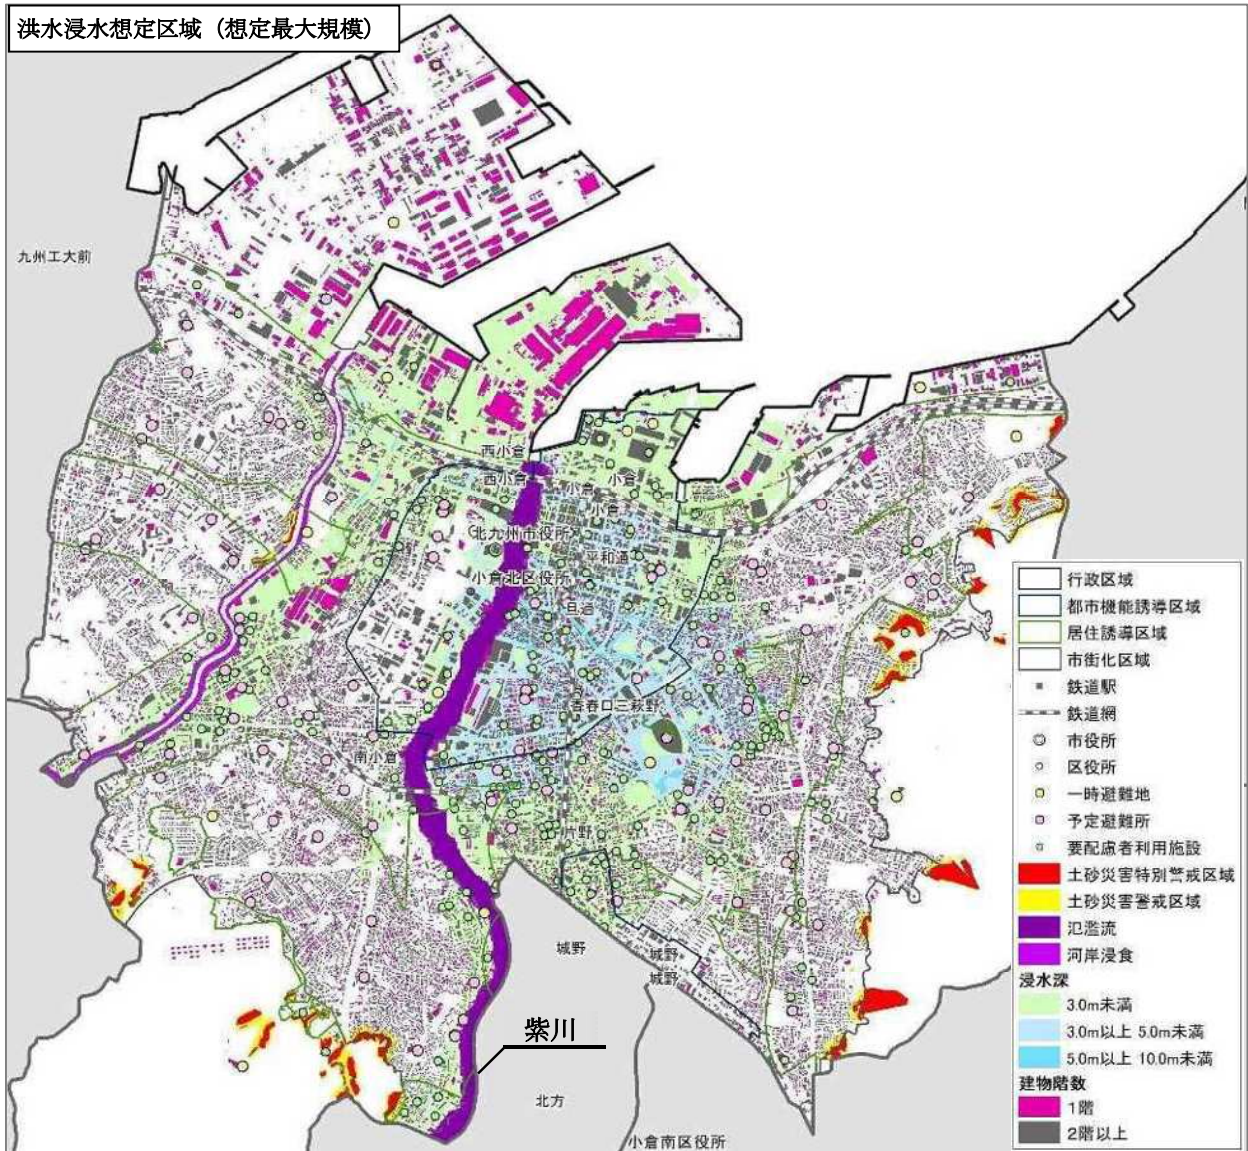 洪水浸水想定区域（想定最大規模）
九州工大前
西小倉
西小倉
小倉
小倉
小倉
北九州市役所
平和通
小倉北区役所
旦過
香春口三萩野
南小倉
片野
城野
城野
城野
紫川
北方
小倉南区役所
行政区域
都市機能誘導区域
居住誘導区域
市街化区域
鉄道駅
鉄道網
市役所
区役所
一時避難地
予定避難所
要配慮者利用施設
土砂災害特別警戒区域
土砂災害警戒区域
氾濫流
河岸浸食
浸水深
3.0m未満
3.0m以上 5.0m未満
5.0m以上 10.0m未満
建物階数
1階
2階以上